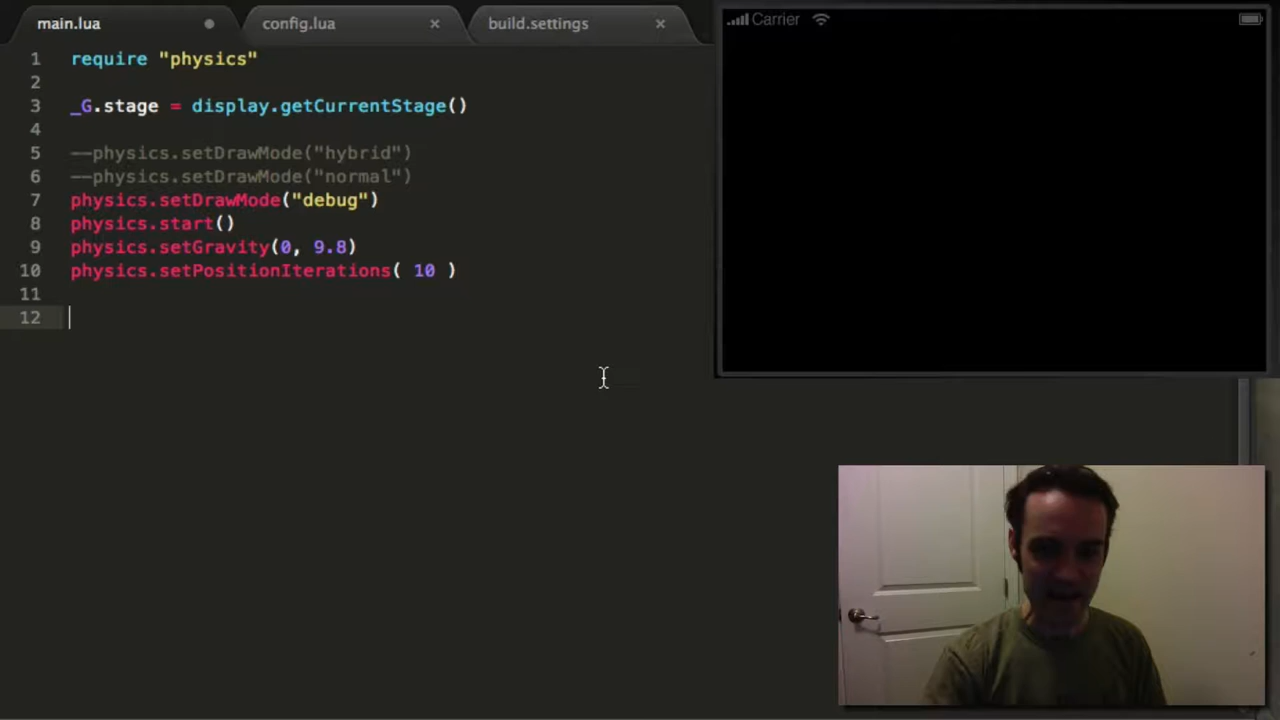 main.lua
config.lua
build.settings
Carrier
1 require "physics"
2
3 _G.stage = display.getCurrentStage()
4
5 --physics.setDrawMode("hybrid")
6 --physics.setDrawMode("normal")
7 physics.setDrawMode("debug")
8 physics.start()
9 physics.setGravity(0, 9.8)
10 physics.setPositionIterations( 10 )
11
12